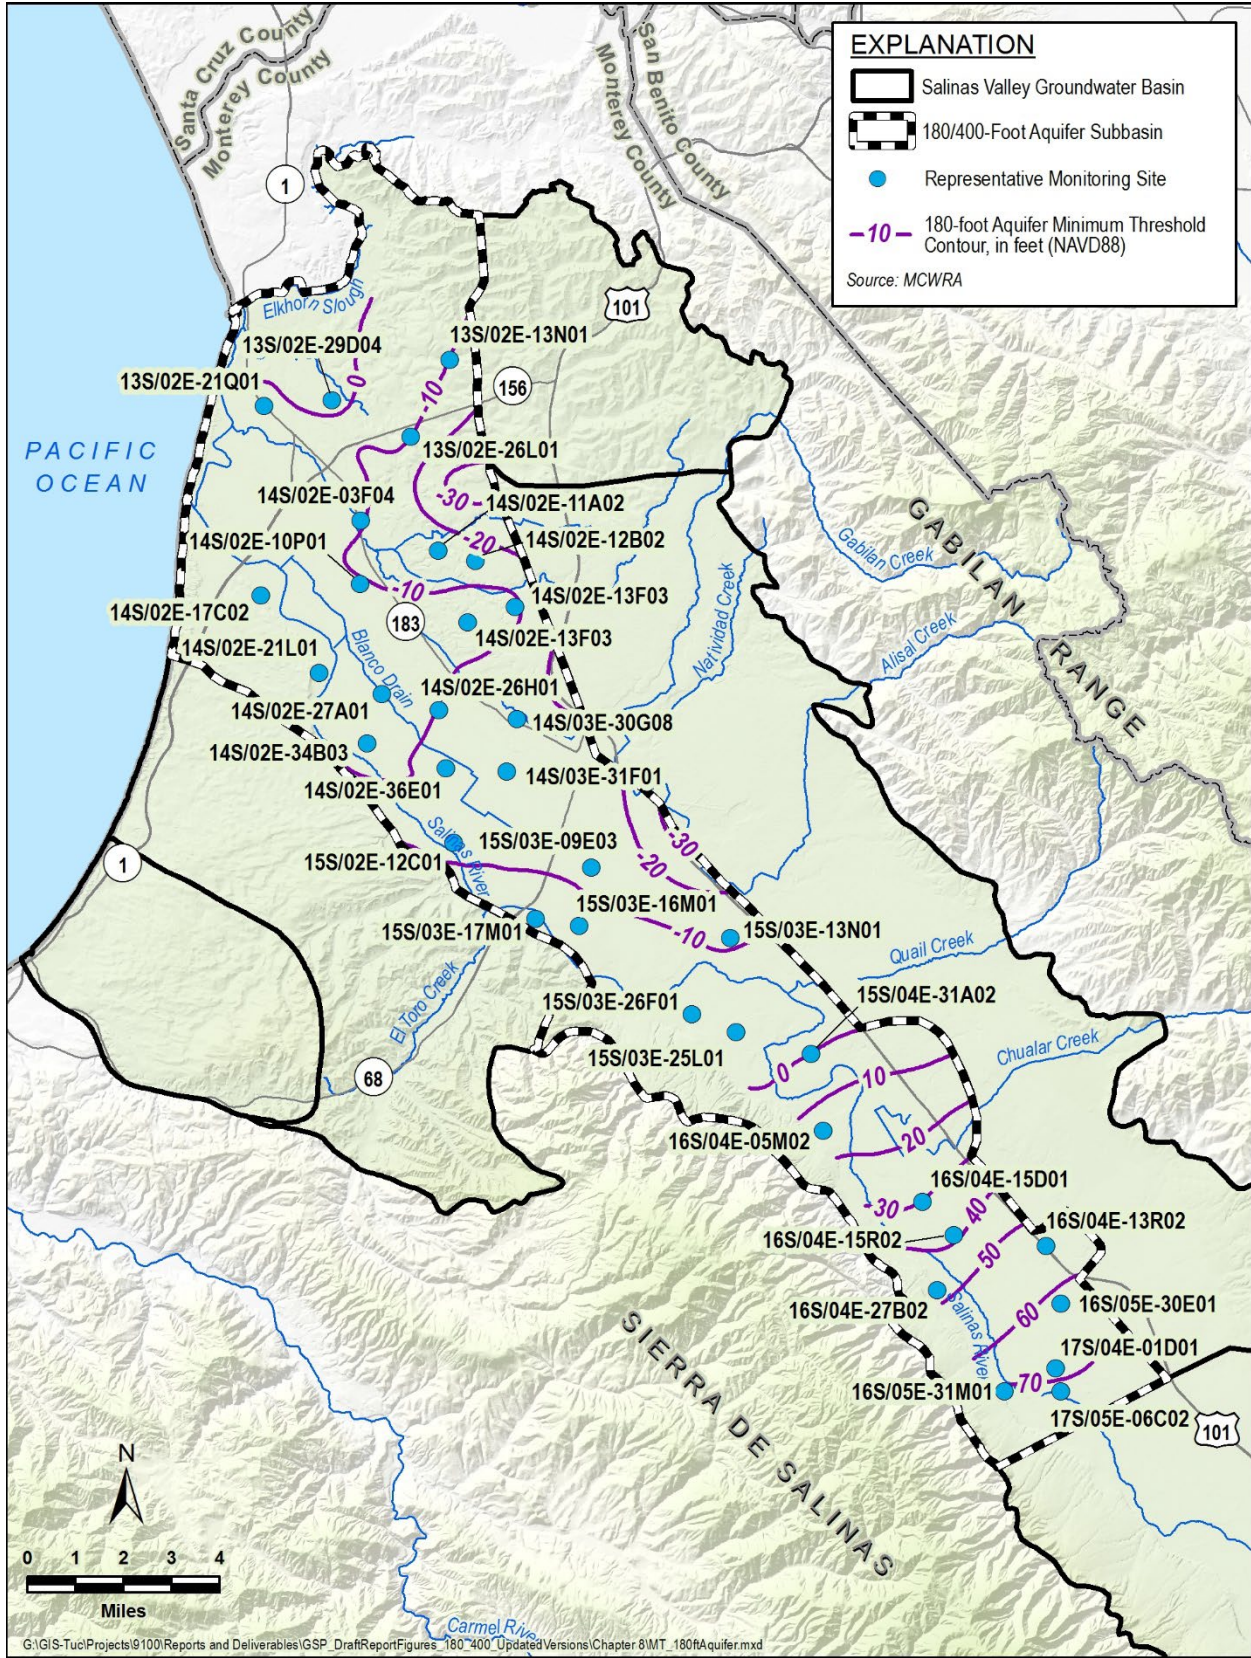 EXPLANATION
Salinas Valley Groundwater Basin
180/400-Foot Aquifer Subbasin
Representative Monitoring Site
-10
180-foot Aquifer Minimum Threshold
Contour, in feet (NAVD88)
Source: MCWRA
Santa Cruz County
Monterey County
San Benito County
Monterey County
1
101
Elkhorn Slough
13S/02E-29D04
13S/02E-13N01
13S/02E-21Q01
0
-10
156
PACIFIC
OCEAN
13S/02E-26L01
-30
14S/02E-03F04
14S/02E-11A02
14S/02E-10P01
-20
14S/02E-12B02
GABILAN
RANGE
Gabilan Creek
Natividad Creek
Alisal Creek
-10
14S/02E-13F03
14S/02E-17C02
183
14S/02E-13F03
14S/02E-21L01
Blanco Drain
14S/02E-26H01
14S/02E-27A01
14S/03E-30G08
14S/02E-34B03
14S/03E-31F01
14S/02E-36E01
Salinas River
-30
-20
15S/03E-09E03
15S/02E-12C01
1
15S/03E-16M01
15S/03E-17M01
-10
15S/03E-13N01
Quail Creek
El Toro Creek
15S/03E-26F01
15S/04E-31A02
15S/03E-25L01
Chualar Creek
0
10
68
16S/04E-05M02
20
16S/04E-15D01
-30
40
16S/04E-13R02
16S/04E-15R02
50
16S/04E-27B02
Salinas River
16S/05E-30E01
60
17S/04E-01D01
SIERRA DE SALINAS
16S/05E-31M01
70
17S/05E-06C02
101
N
0 1 2 3 4
Miles
Carmel River
G:\GIS-Tuc\Projects\9100\Reports and Deliverables\GSP_DraftReportFigures_180_400_UpdatedVersions\Chapter 8\MT_180ftAquifer.mxd